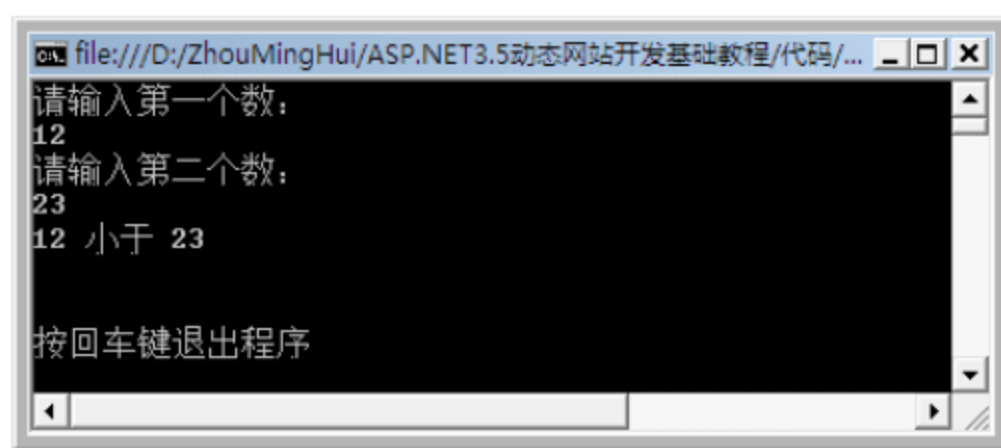 file:///D:/ZhouMingHui/ASP.NET3.5动态网站开发基础教程/代码/...
请输入第一个数：
12
请输入第二个数：
23
12 小于 23
按回车键退出程序